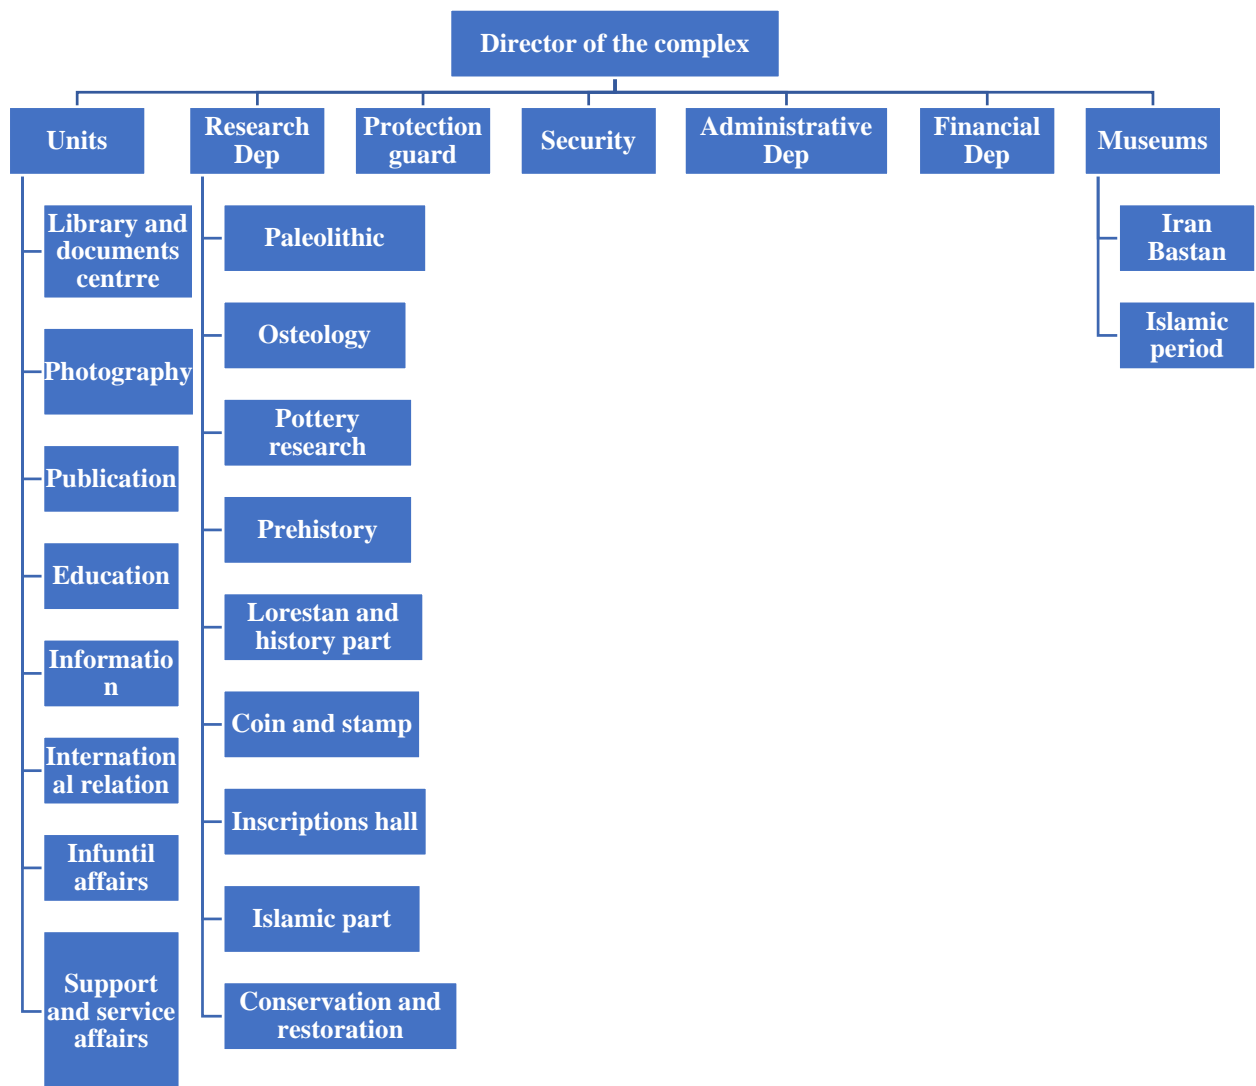 Director of the complex
Units
Research
Dep
Protection
guard
Security
Administrative
Dep
Financial
Dep
Museums
Library and
documents
centrre
Photography
Publication
Education
Informatio
n
Internation
al relation
Infuntil
affairs
Support
and service
affairs
Paleolithic
Osteology
Pottery
research
Prehistory
Lorestan and
history part
Coin and stamp
Inscriptions hall
Islamic part
Conservation and
restoration
Iran
Bastan
Islamic
period